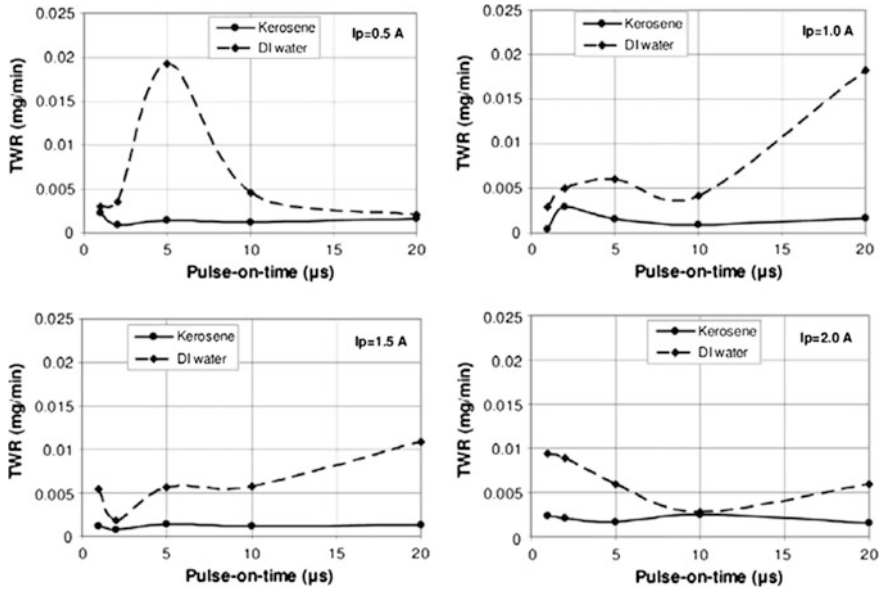 Kerosene
DI water
Ip=0.5 A
0.025
0.02
0.015
0.01
0.005
0
TWR (mg/min)
0 5 10 15 20
Pulse-on-time (µs)
Kerosene
DI water
Ip=1.0 A
0.025
0.02
0.015
0.01
0.005
0
TWR (mg/min)
0 5 10 15 20
Pulse-on-time (µs)
Kerosene
DI water
Ip=1.5 A
0.025
0.02
0.015
0.01
0.005
0
TWR (mg/min)
0 5 10 15 20
Pulse-on-time (µs)
Kerosene
DI water
Ip=2.0 A
0.025
0.02
0.015
0.01
0.005
0
TWR (mg/min)
0 5 10 15 20
Pulse-on-time (µs)